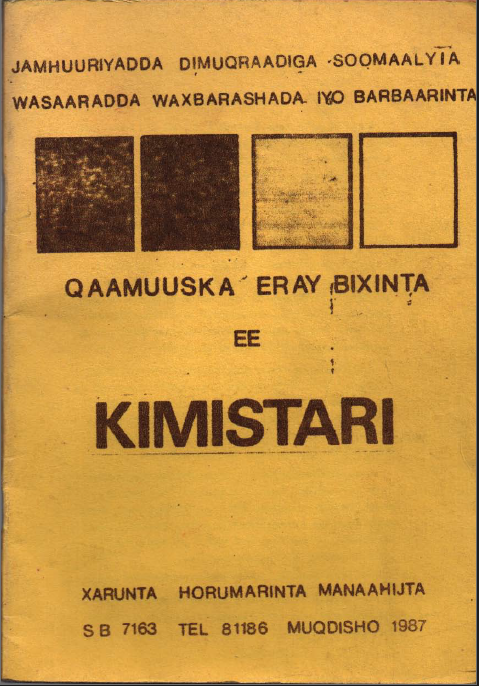 JAMHUURIYADDA DIMUQRAADIGA SOOMAALYIA
WASAARADDA WAXBARASHADA IYO BARBAARINTA
QAAMUUSKA ERAY BIXINTA
EE
KIMISTARI
XARUNTA HORUMARINTA MANAAHIJTA
S B 7163 TEL 81186 MUQDISHO 1987